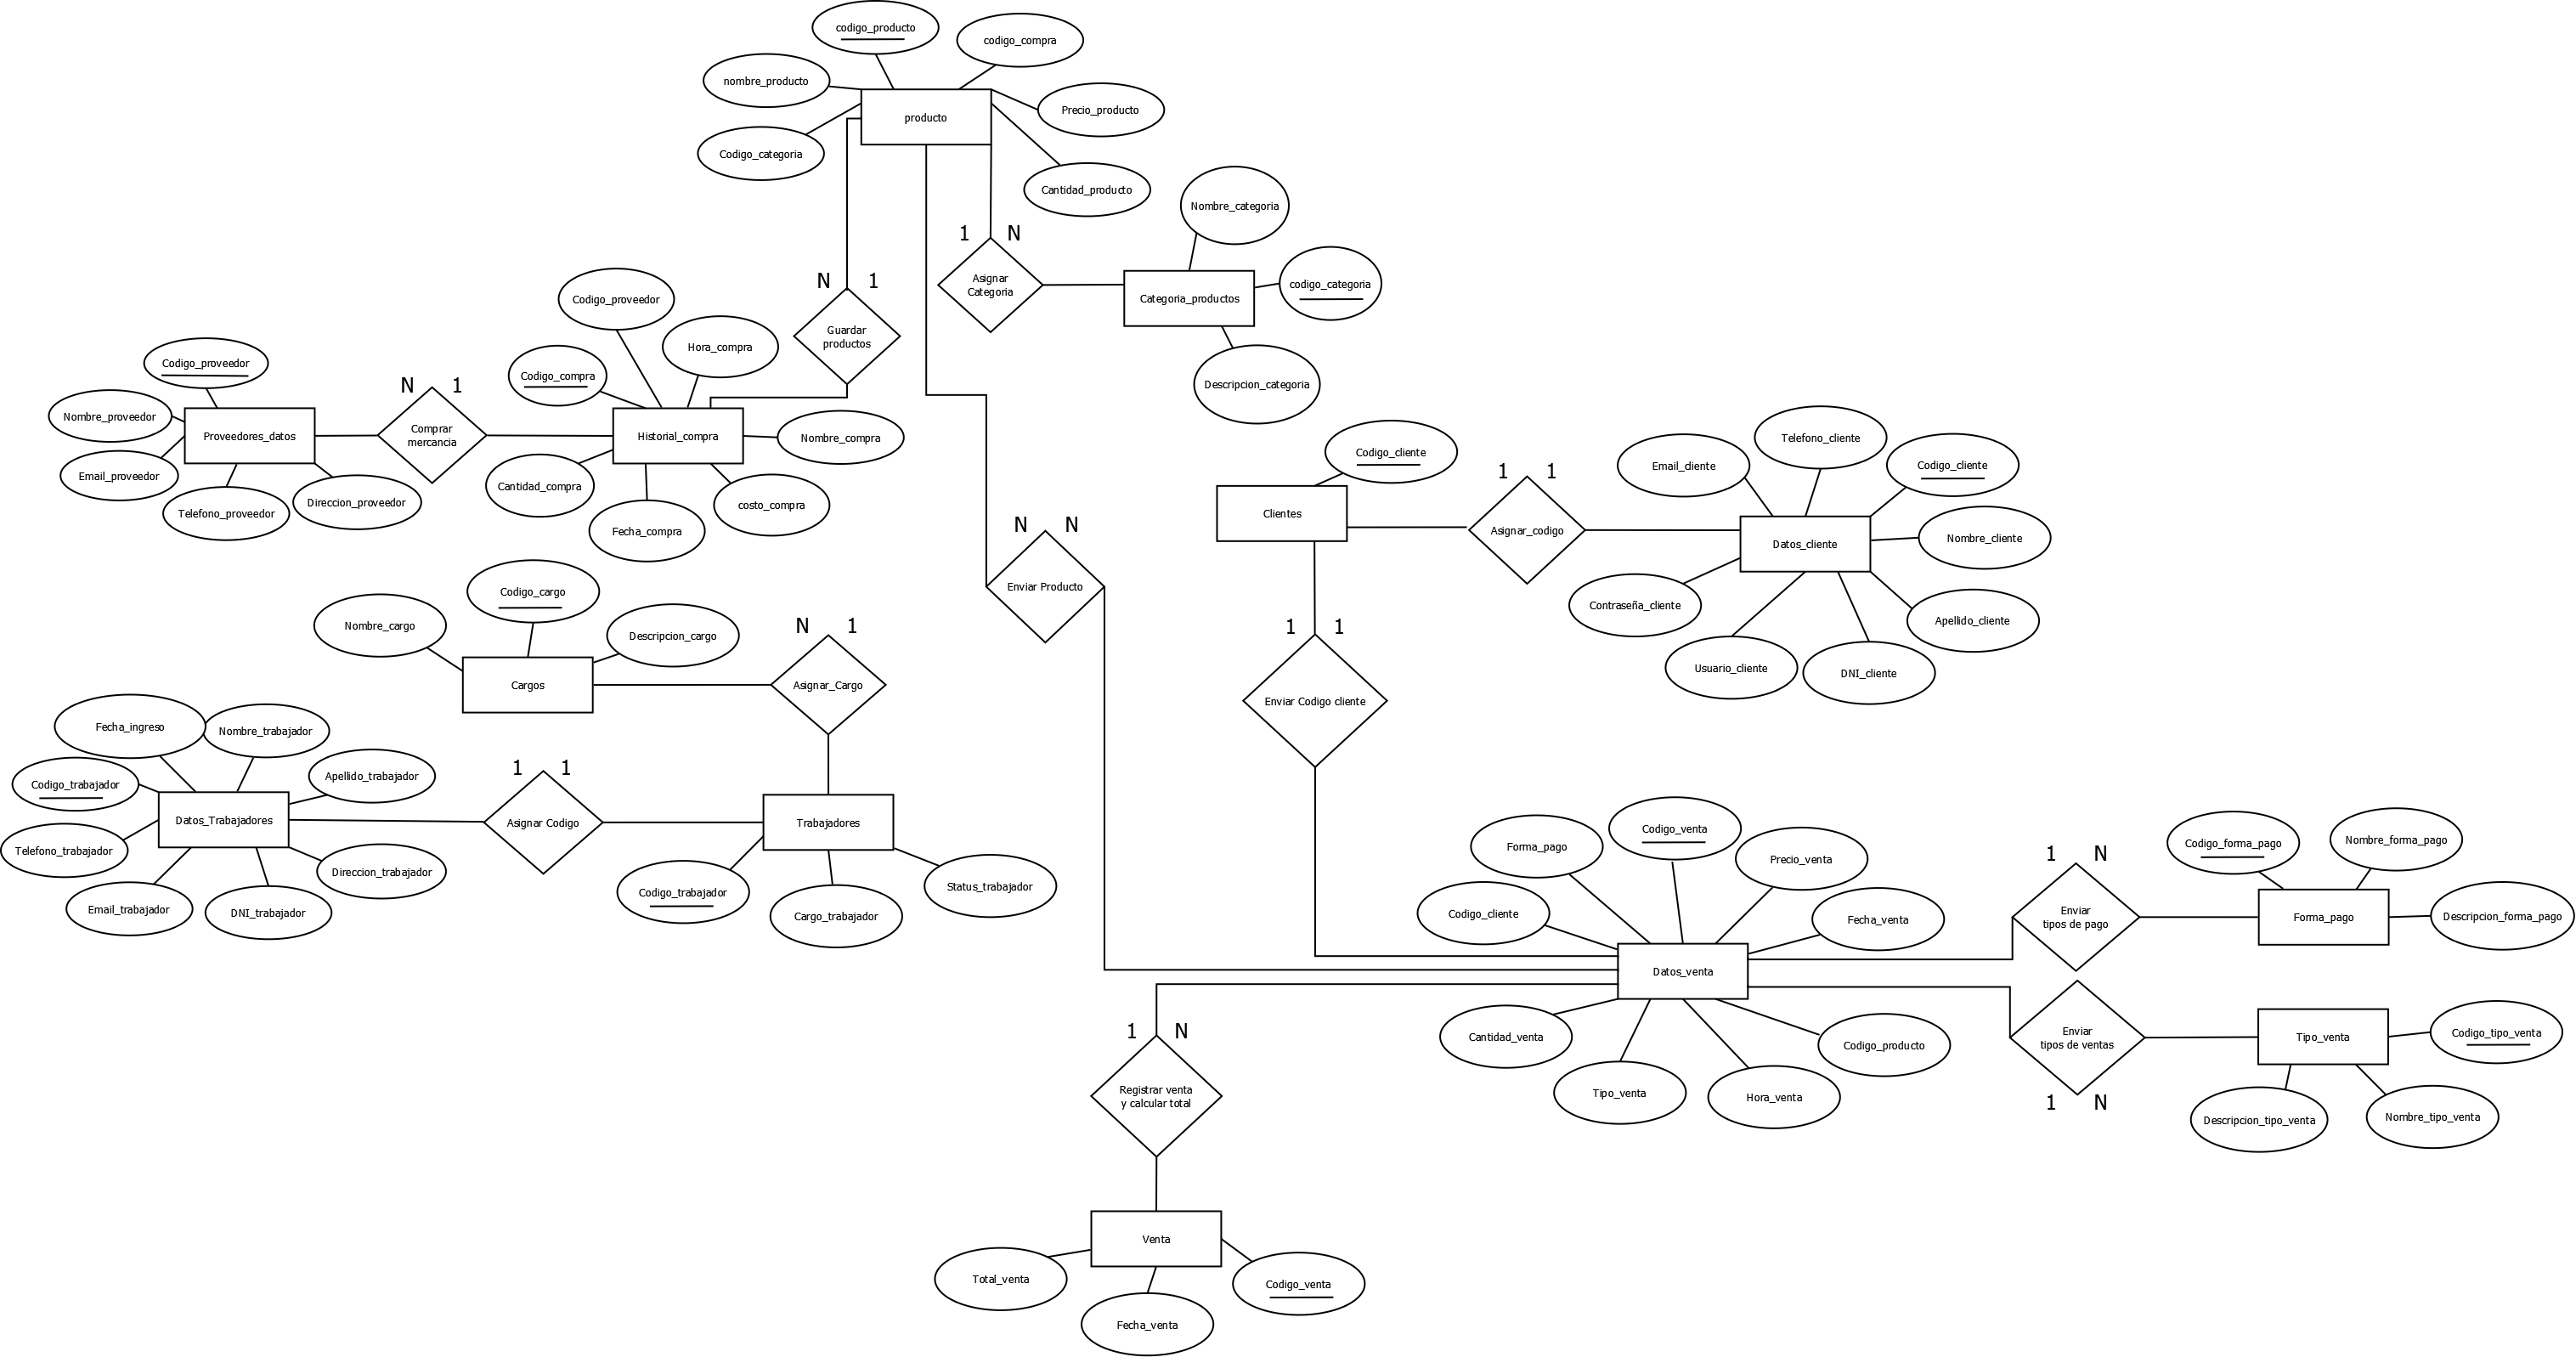 codigo_producto
codigo_compra
nombre_producto
Precio_producto
producto
Codigo_categoria
Cantidad_producto
Nombre_categoria
1 N
Asignar
Categoria
Categoria_productos
codigo_categoria
Descripcion_categoria
N 1
Guardar
productos
Codigo_proveedor
Hora_compra
Codigo_compra
Historial_compra
Nombre_compra
Cantidad_compra
costo_compra
Fecha_compra
Codigo_proveedor
Nombre_proveedor
Proveedores_datos
Email_proveedor
Telefono_proveedor
Direccion_proveedor
N 1
Comprar
mercancia
Codigo_cliente
Clientes
1 1
Asignar_codigo
Telefono_cliente
Email_cliente
Codigo_cliente
Datos_cliente
Nombre_cliente
Contraseña_cliente
Apellido_cliente
Usuario_cliente
DNI_cliente
N N
Enviar Producto
1 1
Enviar Codigo cliente
Codigo_cargo
Nombre_cargo
Descripcion_cargo
Cargos
N 1
Asignar_Cargo
Fecha_ingreso
Nombre_trabajador
Apellido_trabajador
Codigo_trabajador
Datos_Trabajadores
Telefono_trabajador
Direccion_trabajador
Email_trabajador
DNI_trabajador
1 1
Asignar Codigo
Trabajadores
Codigo_trabajador
Cargo_trabajador
Status_trabajador
Codigo_venta
Forma_pago
Precio_venta
Codigo_cliente
Fecha_venta
Datos_venta
Cantidad_venta
Codigo_producto
Tipo_venta
Hora_venta
1 N
Enviar
tipos de pago
Codigo_forma_pago
Nombre_forma_pago
Forma_pago
Descripcion_forma_pago
Enviar
tipos de ventas
1 N
Tipo_venta
Codigo_tipo_venta
Descripcion_tipo_venta
Nombre_tipo_venta
1 N
Registrar venta
y calcular total
Venta
Total_venta
Codigo_venta
Fecha_venta